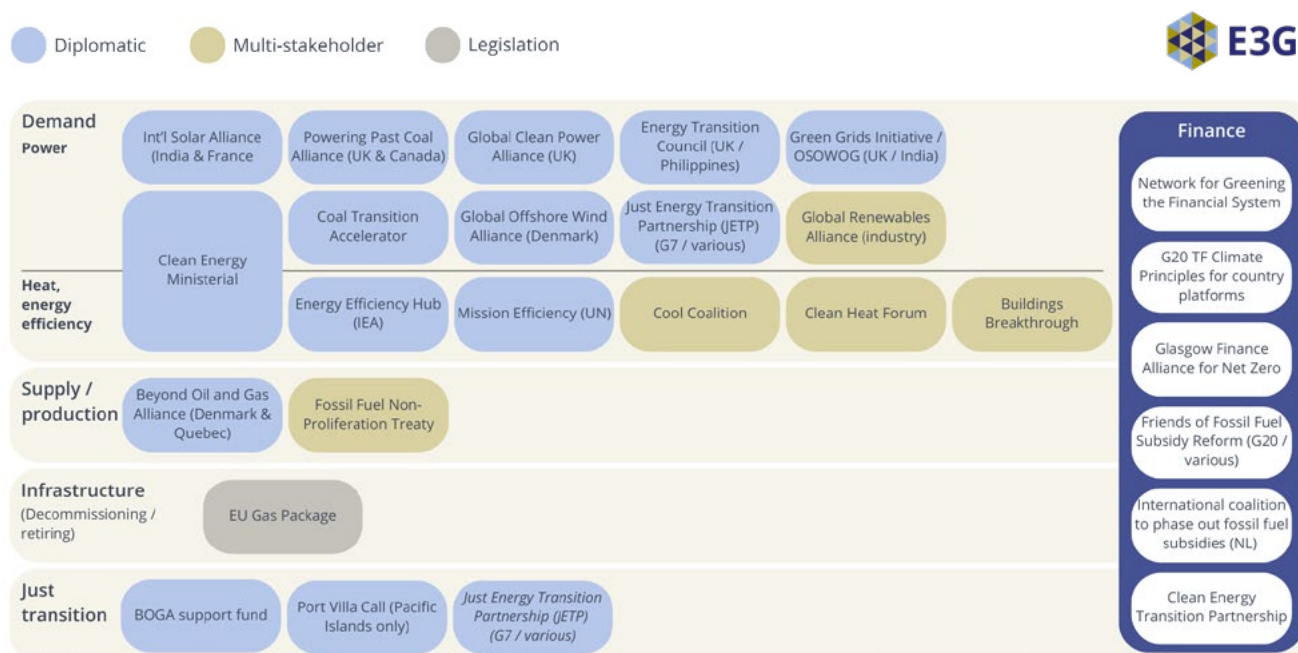 Diplomatic
Multi-stakeholder
Legislation
E3G
Demand
Power
Int'l Solar Alliance
(India & France
Powering Past Coal
Alliance (UK & Canada)
Global Clean Power
Alliance (UK)
Energy Transition
Council (UK /
Philippines)
Green Grids Initiative /
OSOWOG (UK / India)
Clean Energy
Ministerial
Coal Transition
Accelerator
Global Offshore Wind
Alliance (Denmark)
Just Energy Transition
Partnership (JETP)
(G7 / various)
Global Renewables
Alliance (industry)
Heat,
energy
efficiency
Energy Efficiency Hub
(IEA)
Mission Efficiency (UN)
Cool Coalition
Clean Heat Forum
Buildings
Breakthrough
Supply /
production
Beyond Oil and Gas
Alliance (Denmark &
Quebec)
Fossil Fuel Non-
Proliferation Treaty
Infrastructure
(Decommissioning /
retiring)
EU Gas Package
Just
transition
BOGA support fund
Port Villa Call (Pacific
Islands only)
Just Energy Transition
Partnership (JETP)
(G7 / various)
Finance
Network for Greening
the Financial System
G20 TF Climate
Principles for country
platforms
Glasgow Finance
Alliance for Net Zero
Friends of Fossil Fuel
Subsidy Reform (G20 /
various)
International coalition
to phase out fossil fuel
subsidies (NL)
Clean Energy
Transition Partnership